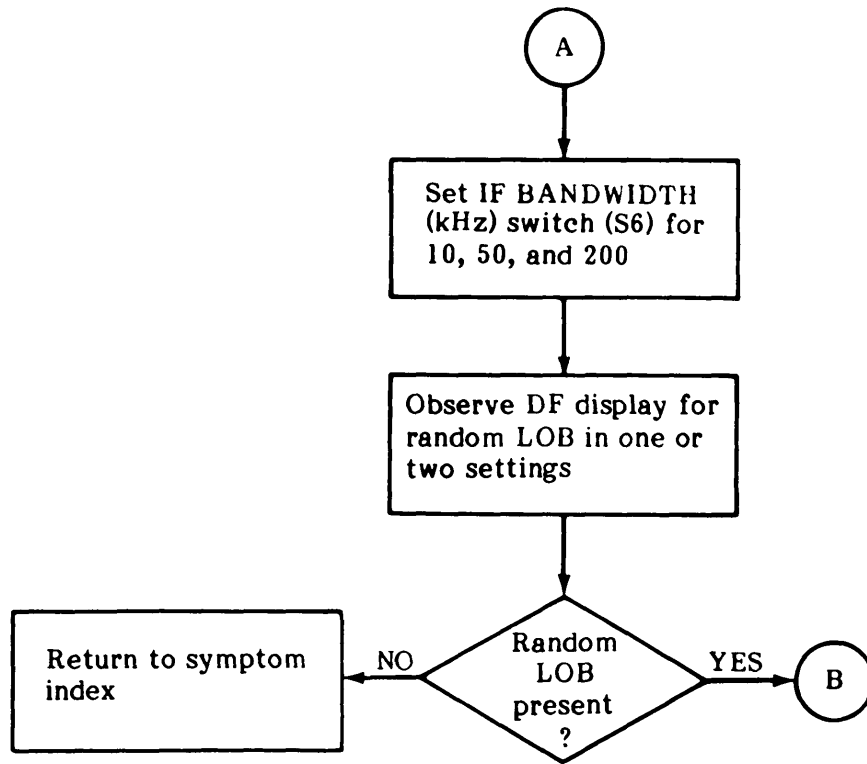 A
Set IF BANDWIDTH
(kHz) switch (S6) for
10, 50, and 200
Observe DF display for
random LOB in one or
two settings
Random
LOB
present
?
NO
YES
Return to symptom
index
B